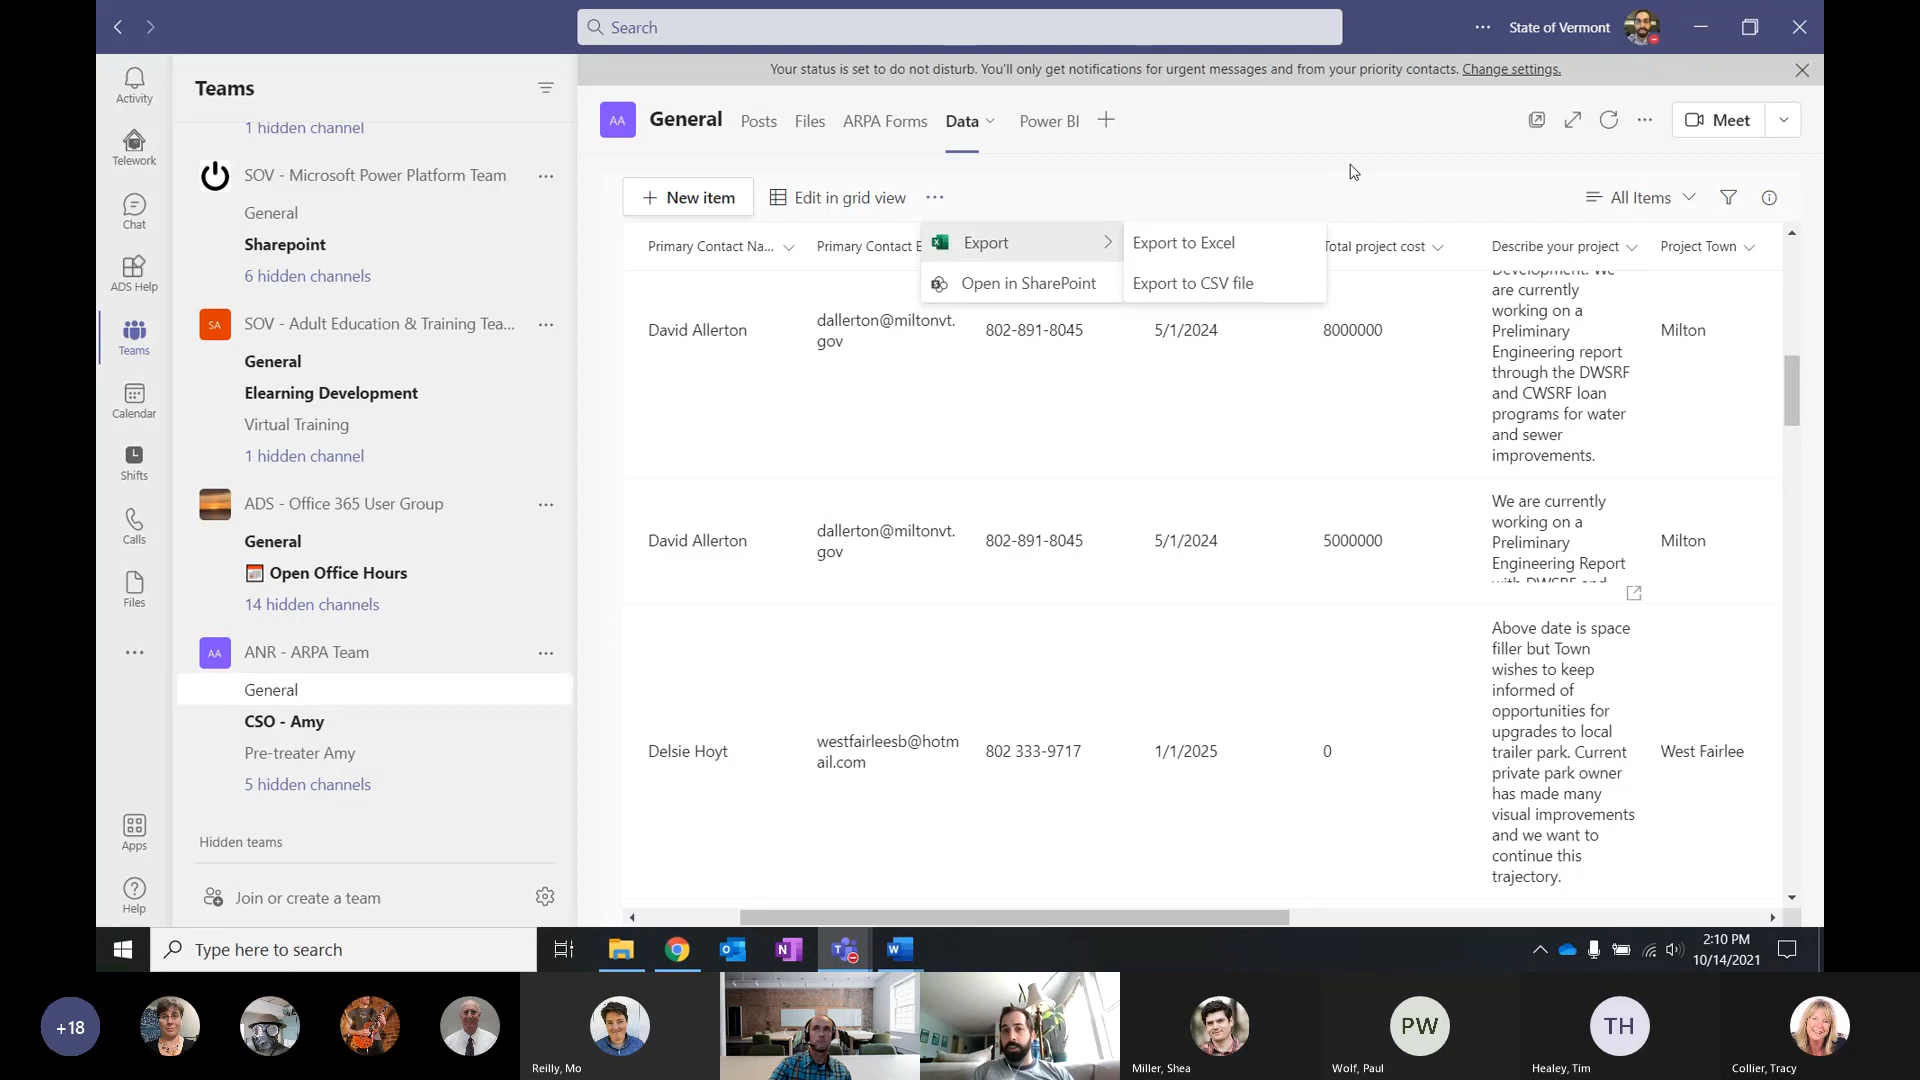 Search
State of Vermont
Your status is set to do not disturb. You'll only get notifications for urgent messages and from your priority contacts. Change settings.
Activity
Telework
Chat
ADS Help
Teams
Calendar
Shifts
Calls
Files
Apps
Help
Teams
1 hidden channel
SOV - Microsoft Power Platform Team
General
Sharepoint
6 hidden channels
SA
SOV - Adult Education & Training Tea...
General
Elearning Development
Virtual Training
1 hidden channel
ADS - Office 365 User Group
General
Open Office Hours
14 hidden channels
AA
ANR - ARPA Team
General
CSO - Amy
Pre-treater Amy
5 hidden channels
Hidden teams
Join or create a team
AA
General
Posts
Files
ARPA Forms
Data
Power BI
Meet
New item
Edit in grid view
All Items
Export
Open in SharePoint
Export to Excel
Export to CSV file
Primary Contact Na...
Primary Contact E
Total project cost
Describe your project
Project Town
David Allerton
dallerton@miltonvt.
gov
802-891-8045
5/1/2024
8000000
Development. We
are currently
working on a
Preliminary
Engineering report
through the DWSRF
and CWSRF loan
programs for water
and sewer
improvements.
Milton
David Allerton
dallerton@miltonvt.
gov
802-891-8045
5/1/2024
5000000
We are currently
working on a
Preliminary
Engineering Report
with DWSRF and
Milton
Delsie Hoyt
westfairleesb@hotm
ail.com
802 333-9717
1/1/2025
0
Above date is space
filler but Town
wishes to keep
informed of
opportunities for
upgrades to local
trailer park. Current
private park owner
has made many
visual improvements
and we want to
continue this
trajectory.
West Fairlee
Type here to search
2:10 PM
10/14/2021
+18
Reilly, Mo
Miller, Shea
PW
Wolf, Paul
TH
Healey, Tim
Collier, Tracy